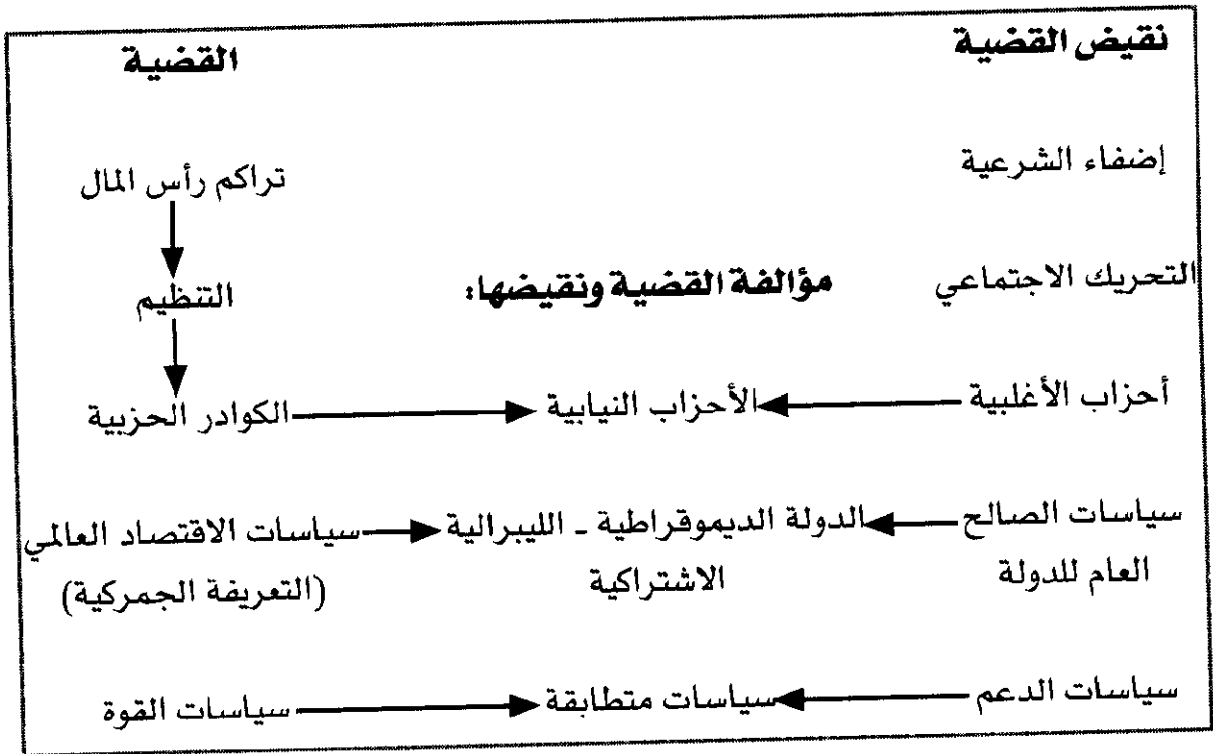 نقيض القضية القضية
إضفاء الشرعية تراكم رأس المال
التحريك الاجتماعي مؤالفة القضية ونقيضها: التنظيم
أحزاب الأغلبية الأحزاب النيابية الكوادر الحزبية
سياسات الصالح الدولة الديموقراطية ـ الليبرالية سياسات الاقتصاد العالمي
العام للدولة الاشتراكية (التعريفة الجمركية)
سياسات الدعم سياسات متطابقة سياسات القوة